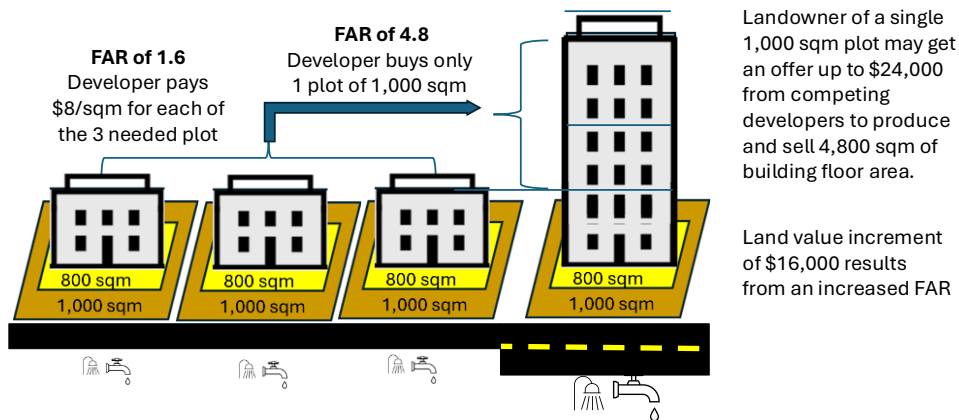 FAR of 1.6
Developer pays
$8/sqm for each of
the 3 needed plot
FAR of 4.8
Developer buys only
1 plot of 1,000 sqm
Landowner of a single
1,000 sqm plot may get
an offer up to $24,000
from competing
developers to produce
and sell 4,800 sqm of
building floor area.
Land value increment
of $16,000 results
from an increased FAR
800 sqm
1,000 sqm
800 sqm
1,000 sqm
800 sqm
1,000 sqm
800 sqm
1,000 sqm